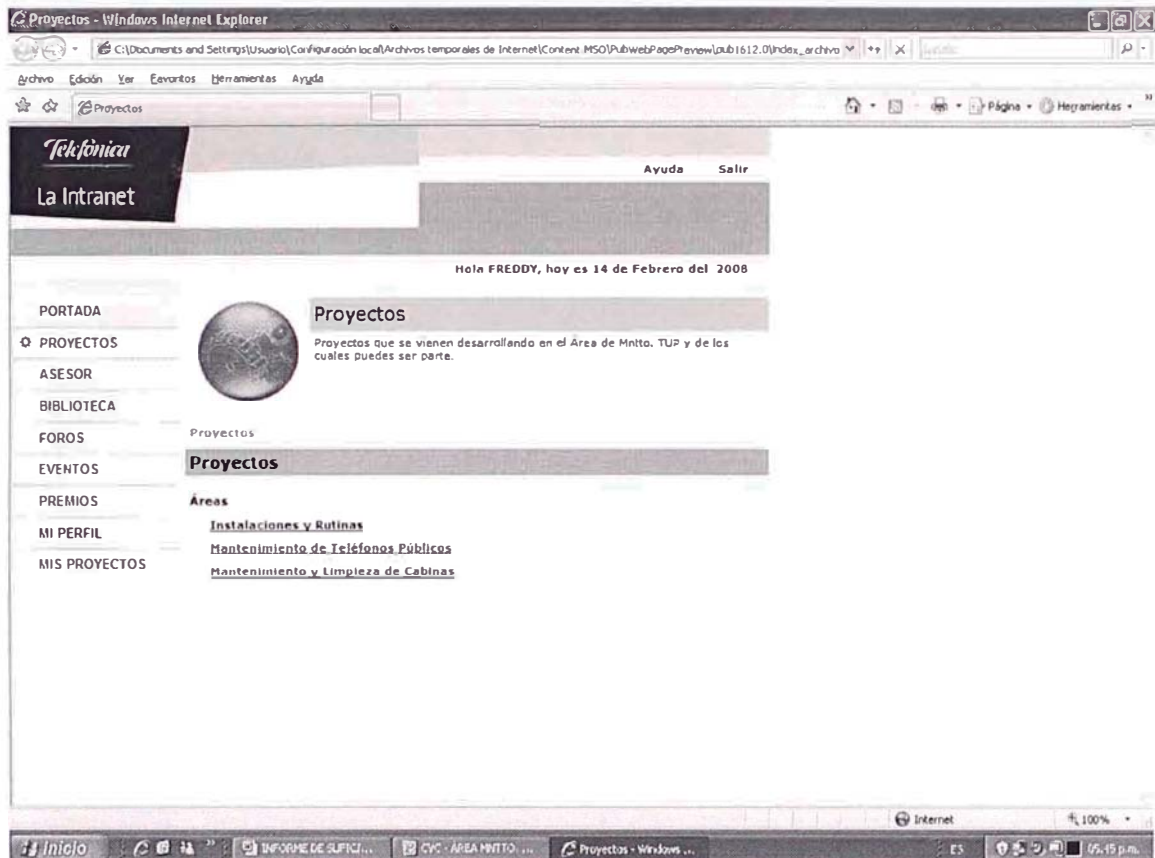 Proyectos - Windows Internet Explorer
C:\Documents and Settings\Usuario\Configuración local\Archivos temporales de Internet\Content.MSO\PubwebPagePreview\pub1612.0\Index_archivo
Archivo Edición Ver Favoritos Herramientas Ayuda
Proyectos
Página Herramientas
Telefónica
La Intranet
Ayuda Salir
Hola FREDDY, hoy es 14 de Febrero del 2008
PORTADA
PROYECTOS
ASESOR
BIBLIOTECA
FOROS
EVENTOS
PREMIOS
MI PERFIL
MIS PROYECTOS
Proyectos
Proyectos que se vienen desarrollando en el Área de Mntto. TUP y de los
cuales puedes ser parte.
Proyectos
Proyectos
Áreas
Instalaciones y Rutinas
Mantenimiento de Teléfonos Públicos
Mantenimiento y Limpieza de Cabinas
Internet 100%
Inicio INFORME DE SUFICI... CVC - ÁREA MNTTO. ... Proyectos - Windows ... ES 05:45 p.m.